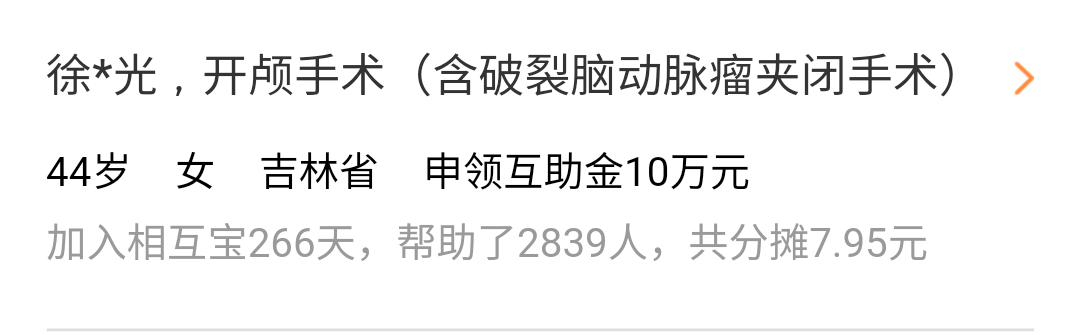 徐*光，开颅手术（含破裂脑动脉瘤夹闭手术）
44岁 女 吉林省 申领互助金10万元
加入相互宝266天，帮助了2839人，共分摊7.95元